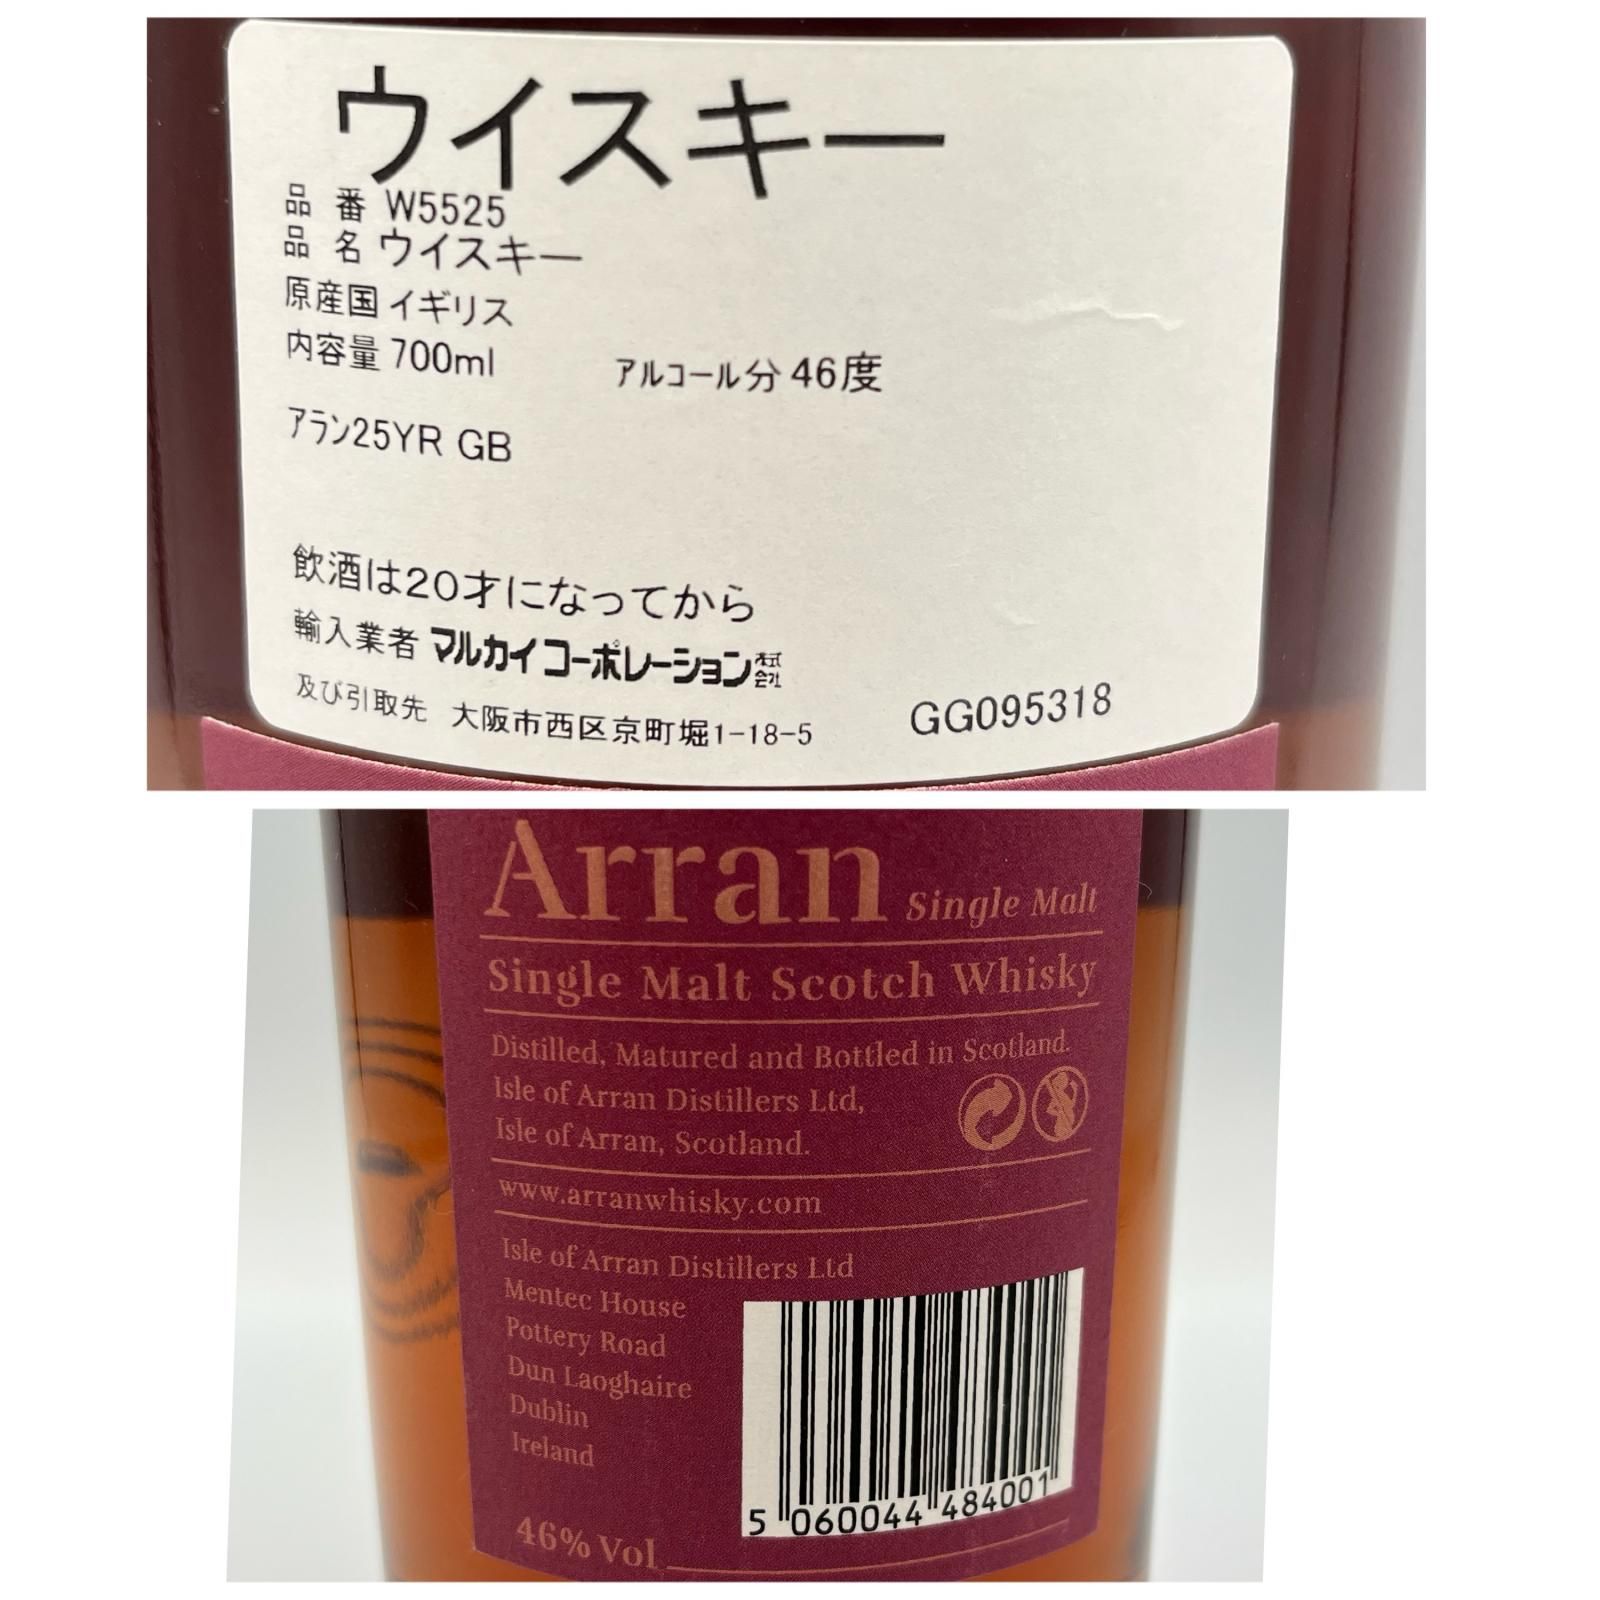 ウイスキー
品 番 W5525
品 名 ウイスキー
原産国 イギリス
内容量 700ml アルコール分 46度
アラン25YR GB
飲酒は20才になってから
輸入業者 マルカイコーポレーション株式会社
及び引取先 大阪市西区京町堀1-18-5 GG095318
Arran Single Malt
Single Malt Scotch Whisky
Distilled, Matured and Bottled in Scotland.
Isle of Arran Distillers Ltd,
Isle of Arran, Scotland.
www.arranwhisky.com
Isle of Arran Distillers Ltd
Mentec House
Pottery Road
Dun Laoghaire
Dublin
Ireland
5 060044 484001
46% Vol